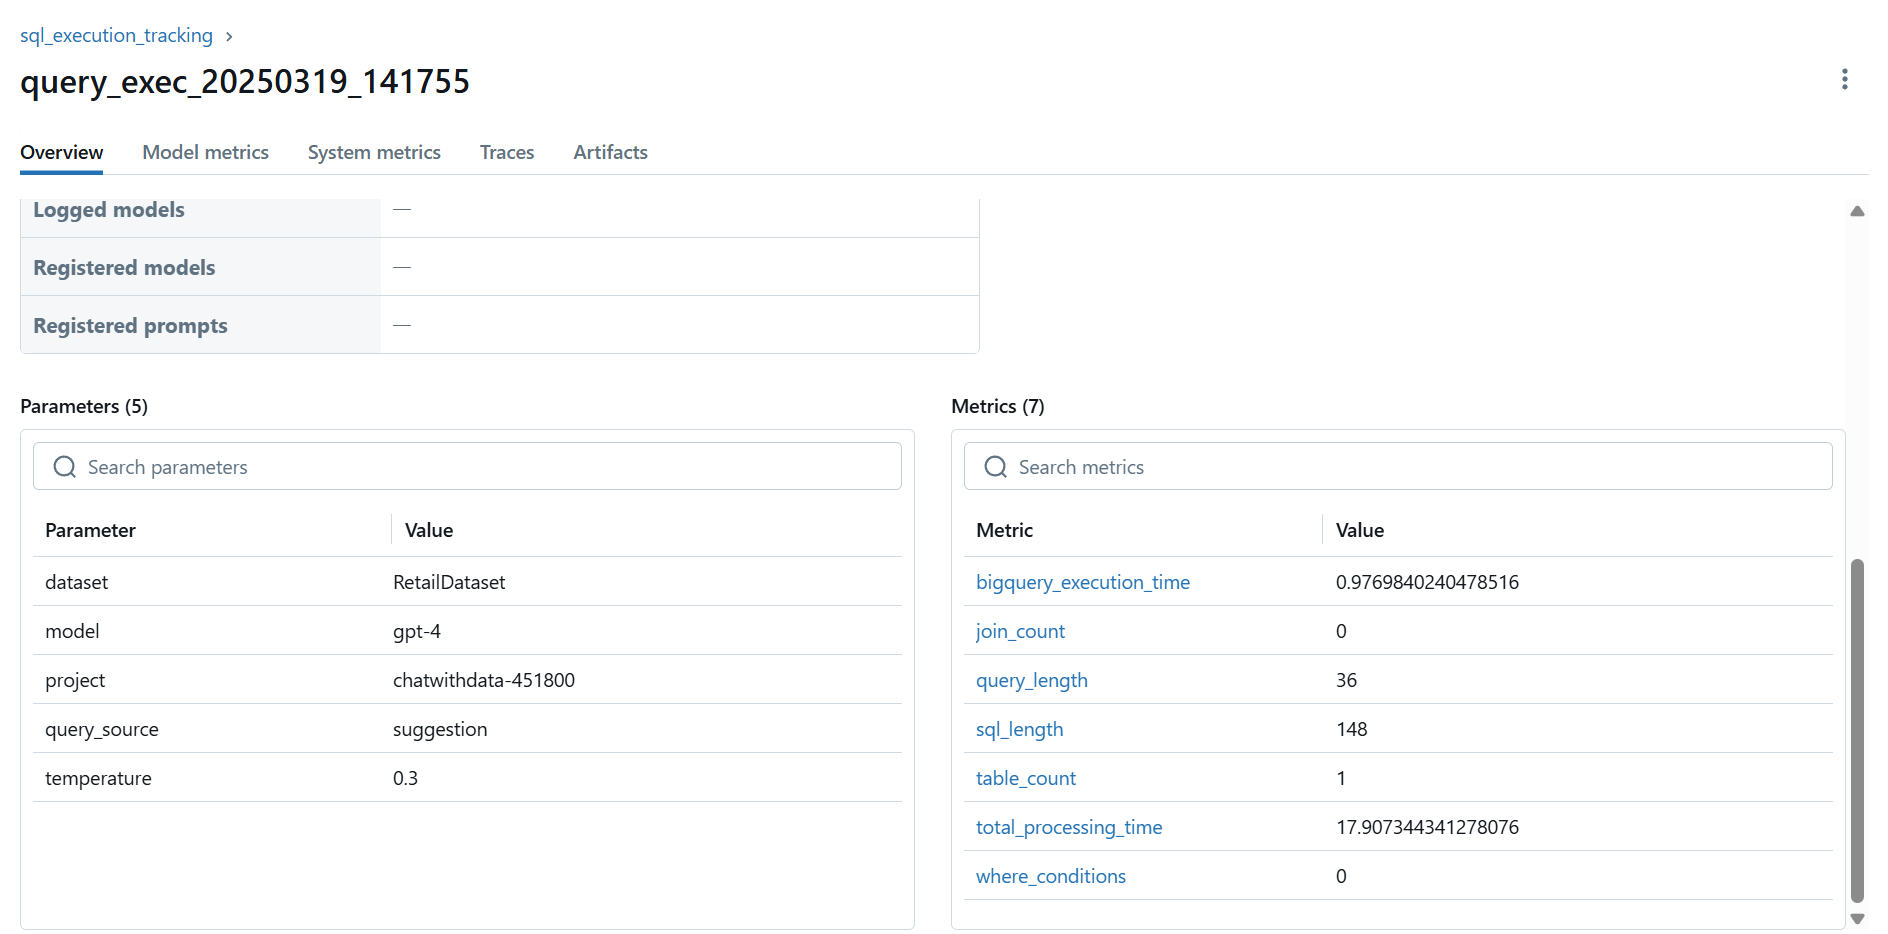 sql_execution_tracking >
query_exec_20250319_141755
Overview Model metrics System metrics Traces Artifacts
Logged models —
Registered models —
Registered prompts —
Parameters (5)
Search parameters
Parameter Value
dataset RetailDataset
model gpt-4
project chatwithdata-451800
query_source suggestion
temperature 0.3
Metrics (7)
Search metrics
Metric Value
bigquery_execution_time 0.9769840240478516
join_count 0
query_length 36
sql_length 148
table_count 1
total_processing_time 17.907344341278076
where_conditions 0